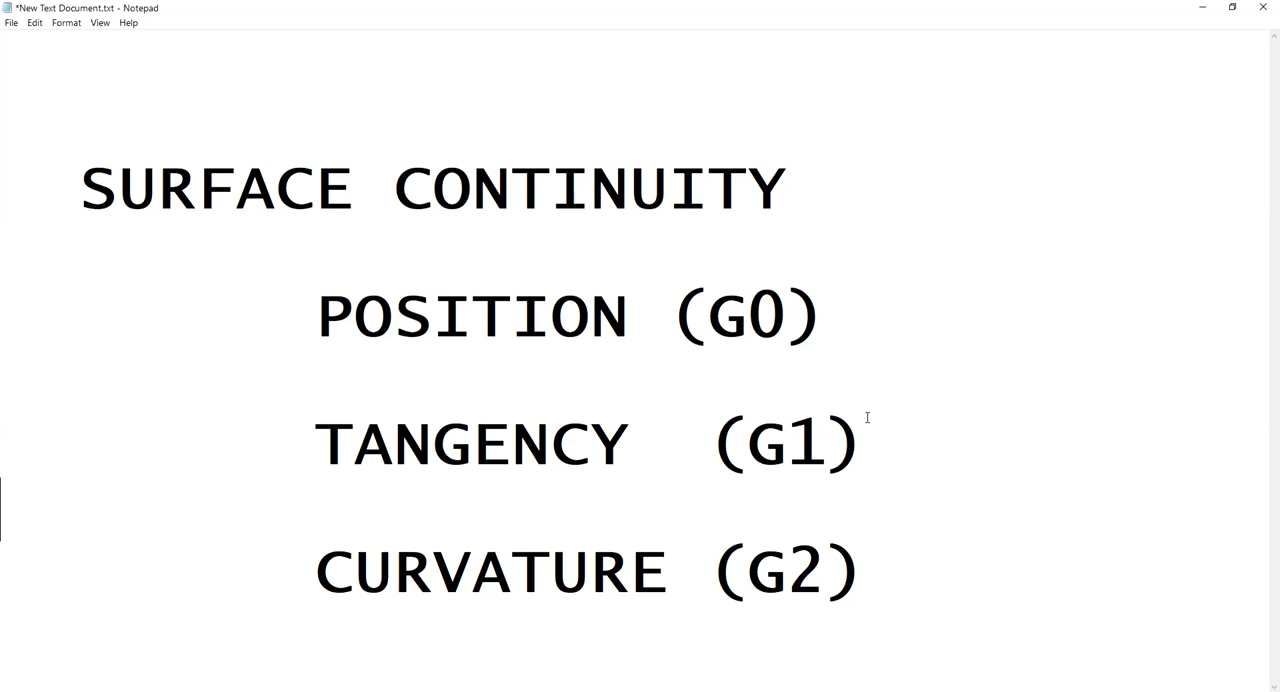 *New Text Document.txt - Notepad
File Edit Format View Help
SURFACE CONTINUITY
POSITION (G0)
TANGENCY (G1)
CURVATURE (G2)